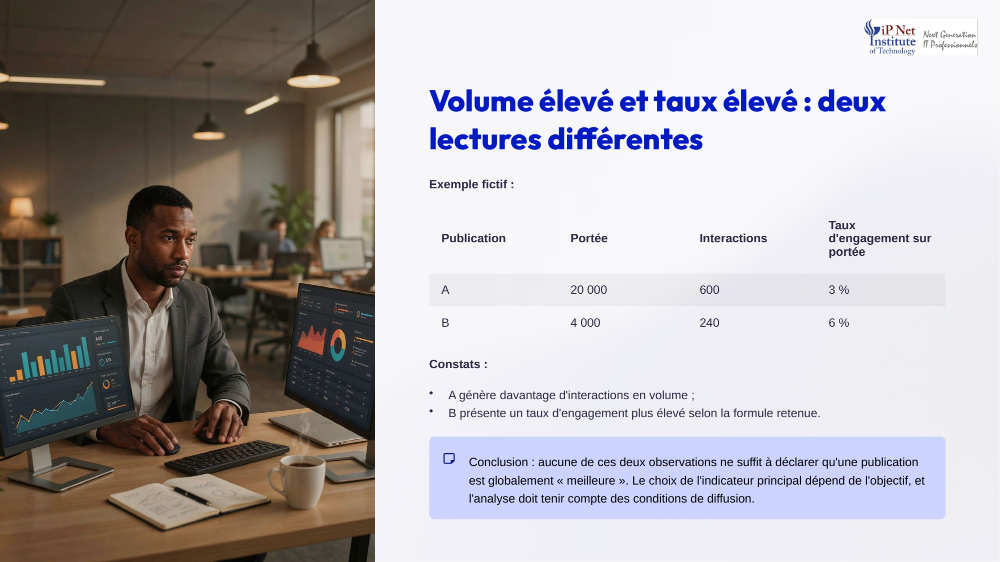 iP Net
Institute
of Technology
Next Generation
IT Professionnels
Volume élevé et taux élevé : deux
lectures différentes
Exemple fictif :
Publication Portée Interactions Taux d'engagement sur portée
A 20 000 600 3 %
B 4 000 240 6 %
Constats :
• A génère davantage d'interactions en volume ;
• B présente un taux d'engagement plus élevé selon la formule retenue.
Conclusion : aucune de ces deux observations ne suffit à déclarer qu'une publication
est globalement « meilleure ». Le choix de l'indicateur principal dépend de l'objectif, et
l'analyse doit tenir compte des conditions de diffusion.